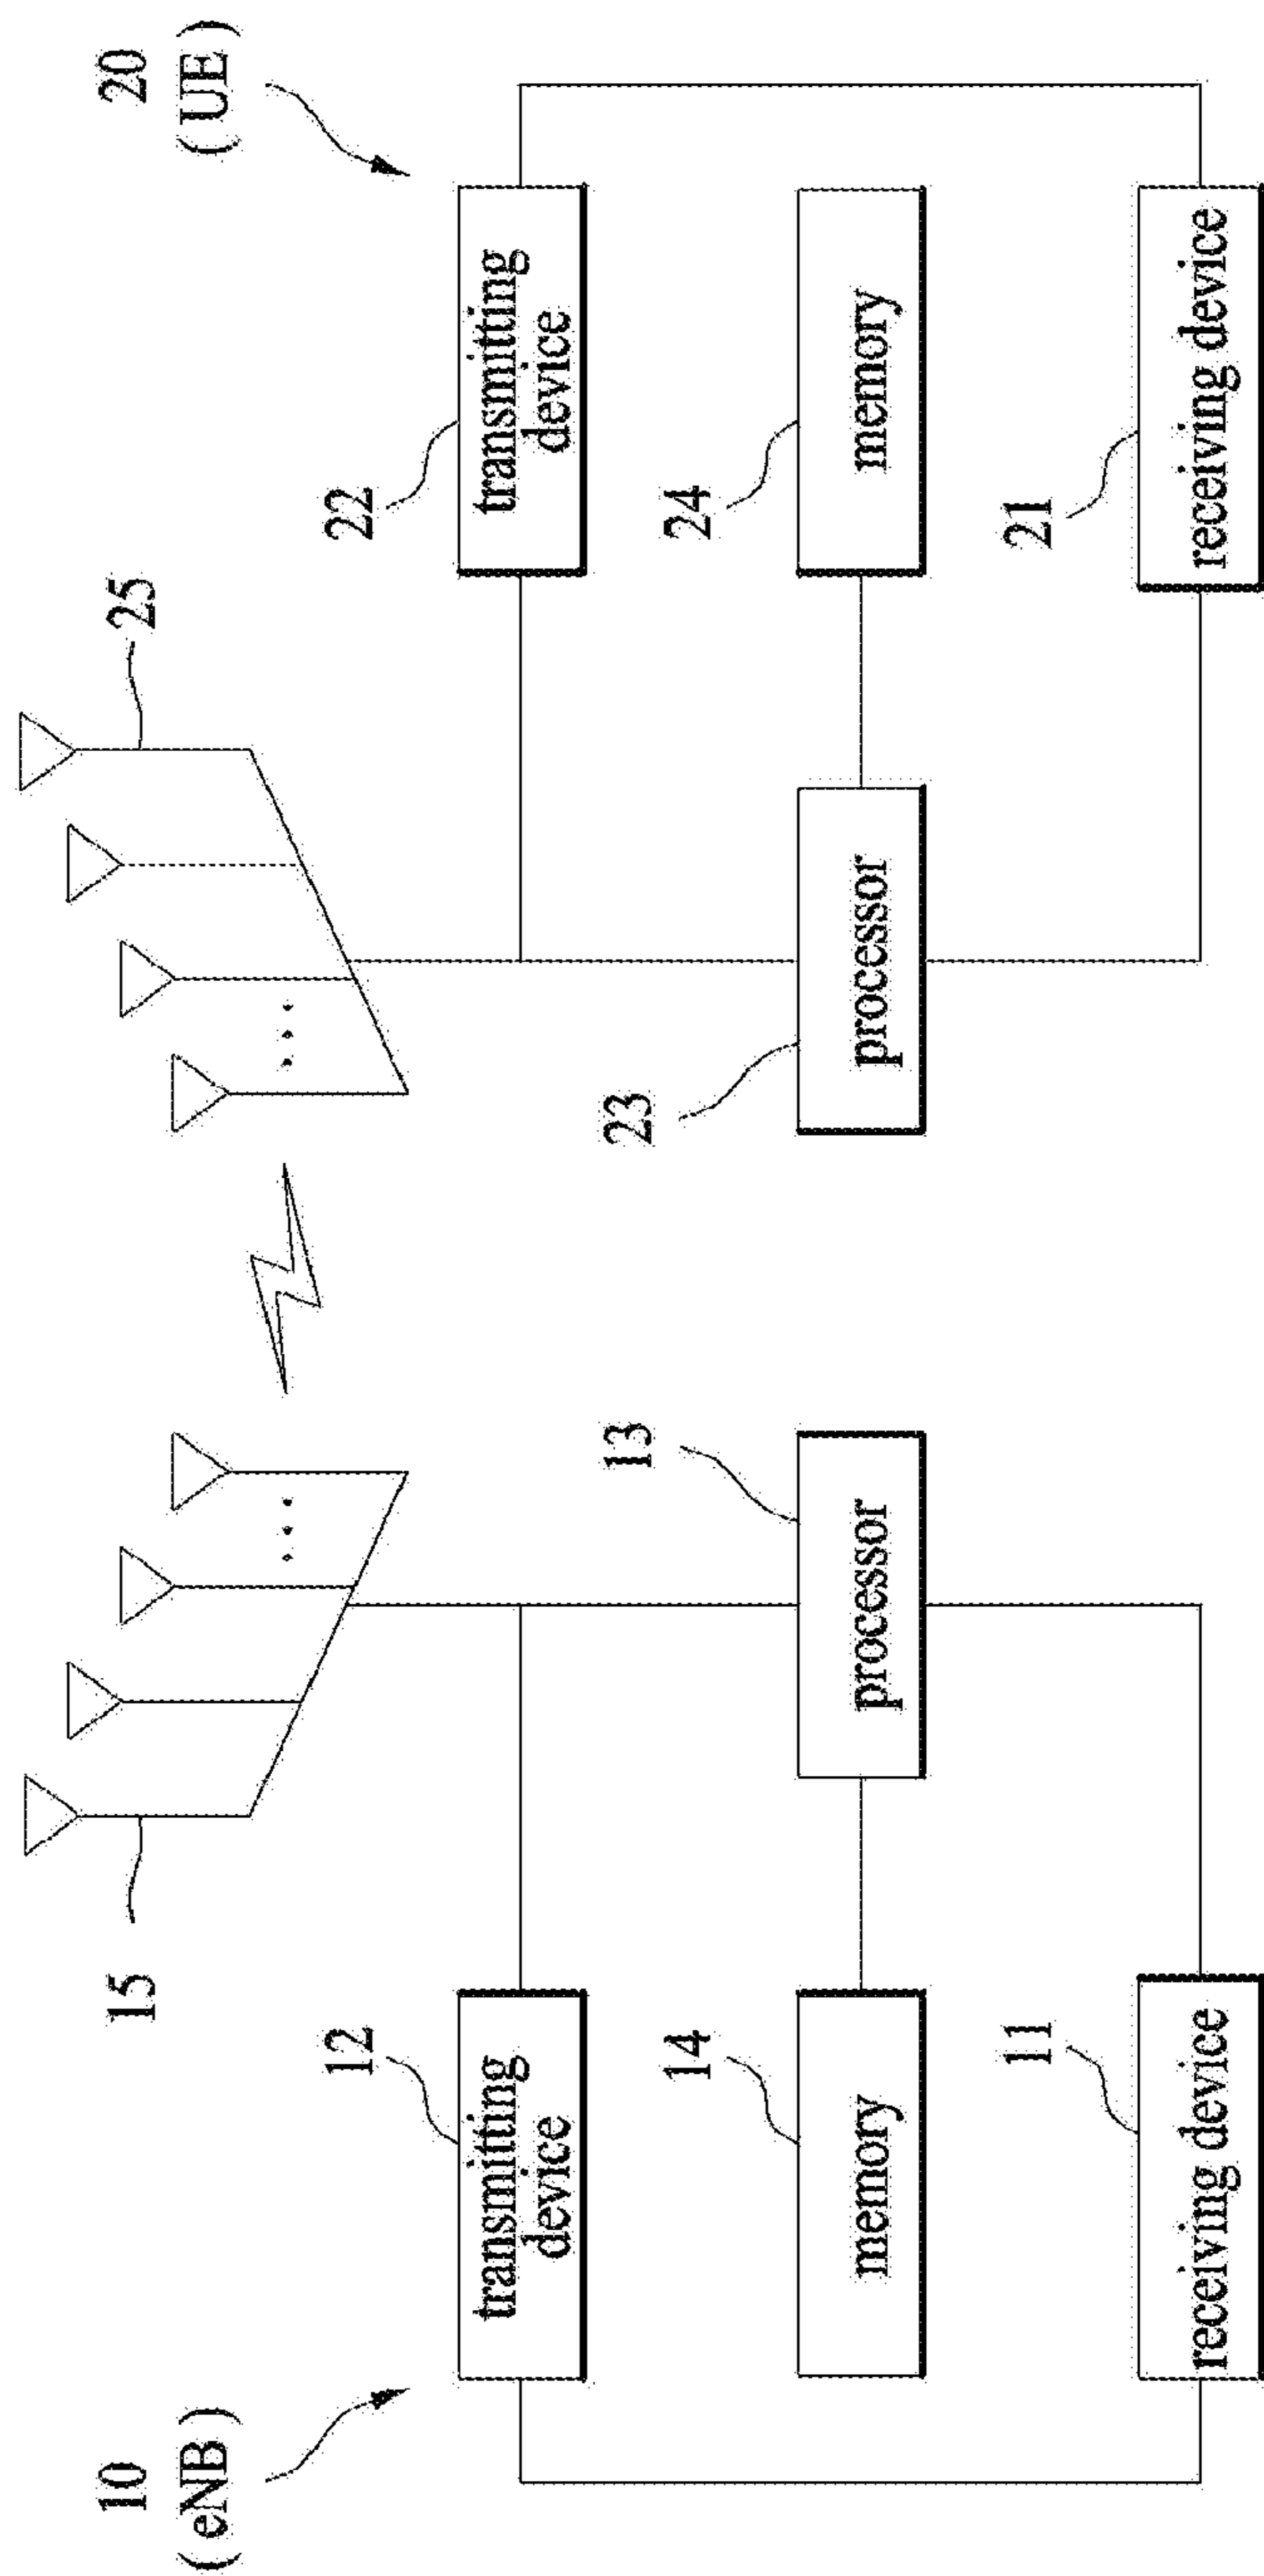 10
( eNB )
15
25
20
( UE )
12
transmitting
device
22
transmitting
device
14
memory
13
processor
23
processor
24
memory
11
receiving device
21
receiving device